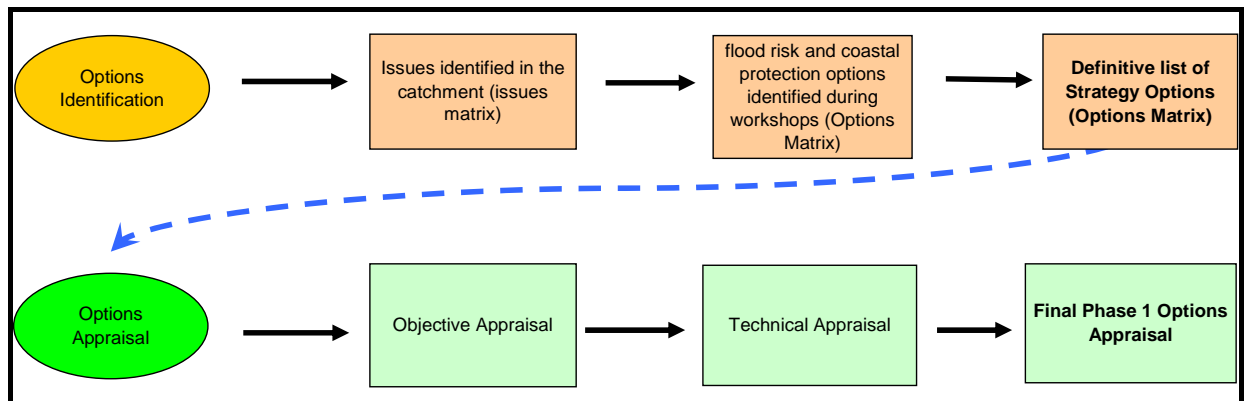 Options
Identification
Issues identified in the
catchment (issues
matrix)
flood risk and coastal
protection options
identified during
workshops (Options
Matrix)
Definitive list of
Strategy Options
(Options Matrix)
Options
Appraisal
Objective Appraisal
Technical Appraisal
Final Phase 1 Options
Appraisal